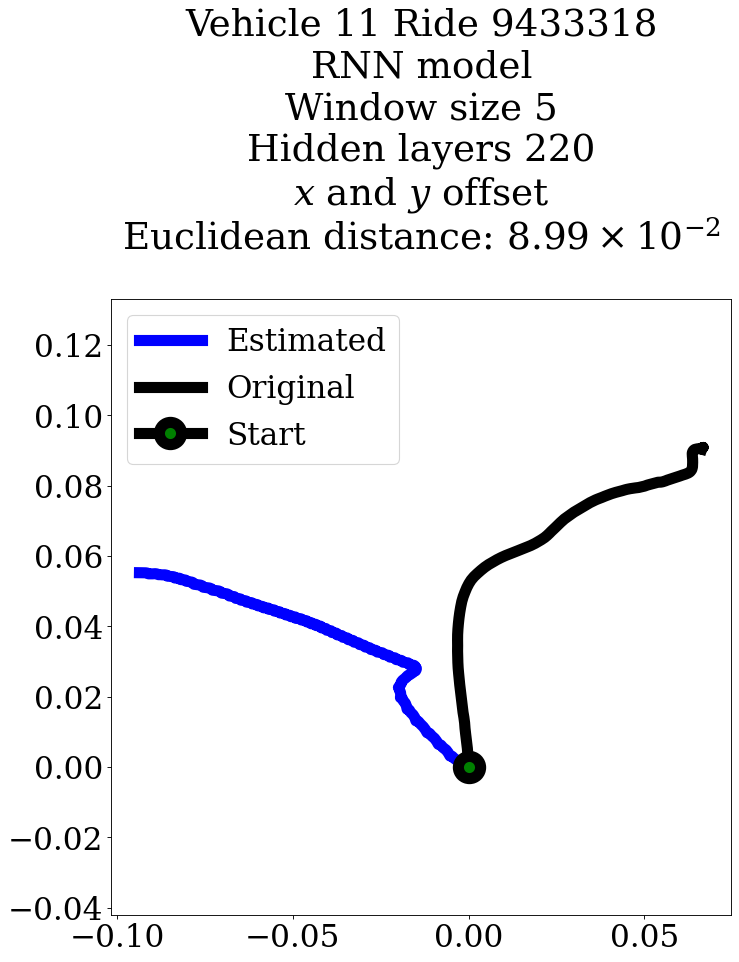 Vehicle 11 Ride 9433318
RNN model
Window size 5
Hidden layers 220
x and y offset
Euclidean distance: 8.99 × 10⁻²
Estimated
Original
Start
0.12
0.10
0.08
0.06
0.04
0.02
0.00
−0.02
−0.04
−0.10 −0.05 0.00 0.05